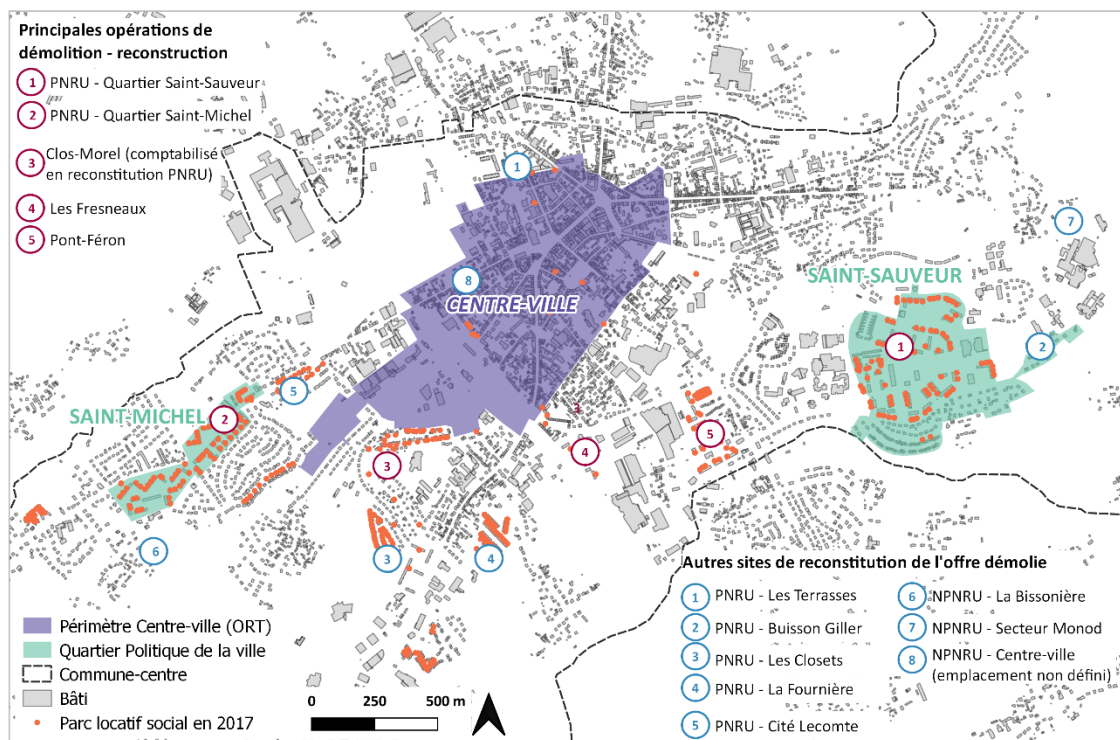 Principales opérations de
démolition - reconstruction
1 PNRU - Quartier Saint-Sauveur
2 PNRU - Quartier Saint-Michel
3 Clos-Morel (comptabilisé
en reconstitution PNRU)
4 Les Fresneaux
5 Pont-Féron
1
7
8
CENTRE-VILLE
SAINT-SAUVEUR
1
2
5
SAINT-MICHEL
2
3
5
3
4
6
3
4
Autres sites de reconstitution de l'offre démolie
1 PNRU - Les Terrasses
2 PNRU - Buisson Giller
3 PNRU - Les Closets
4 PNRU - La Fournière
5 PNRU - Cité Lecomte
6 NPNRU - La Bissonière
7 NPNRU - Secteur Monod
8 NPNRU - Centre-ville
(emplacement non défini)
Périmètre Centre-ville (ORT)
Quartier Politique de la ville
Commune-centre
Bâti
Parc locatif social en 2017
0 250 500 m